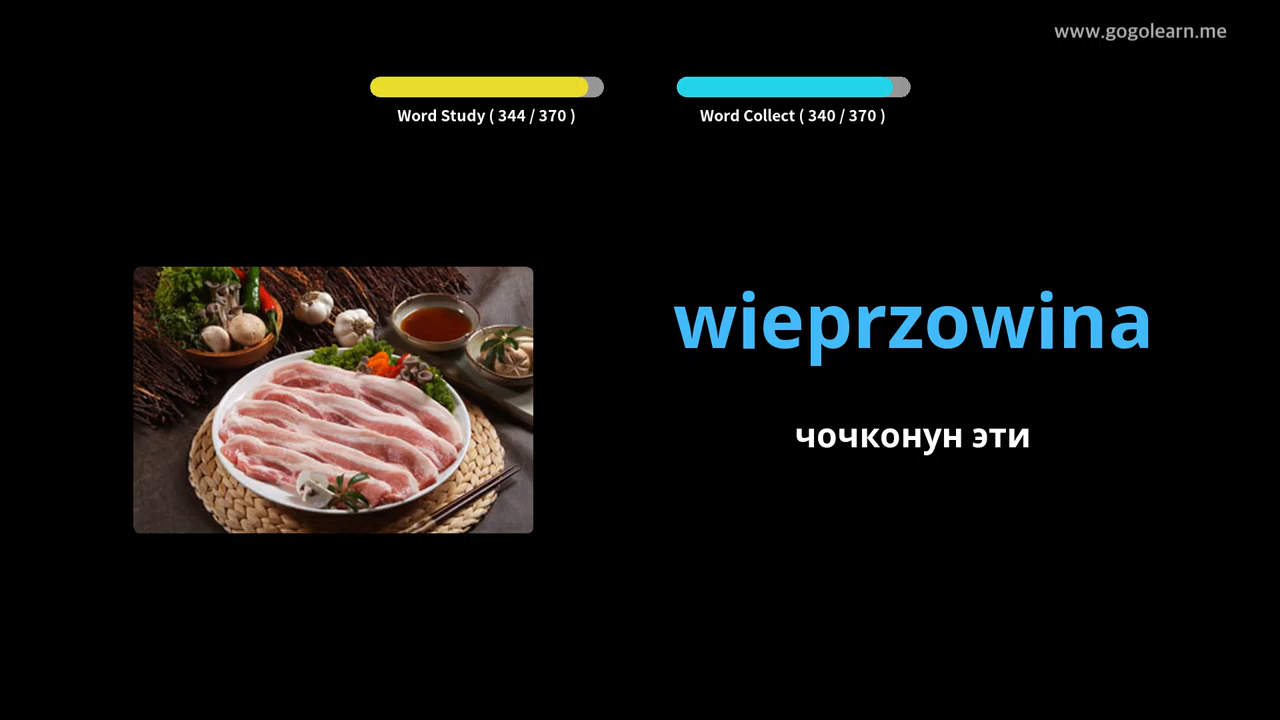 www.gogolearn.me
Word Study ( 344 / 370 )
Word Collect ( 340 / 370 )
wieprzowina
чочконун эти